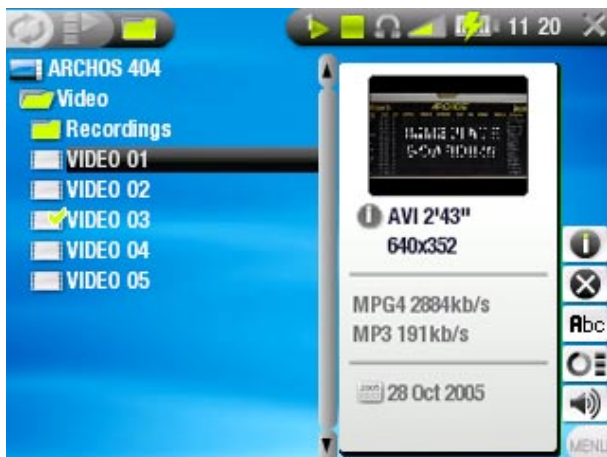 11 20
ARCHOS 404
Video
Recordings
VIDEO 01
VIDEO 02
VIDEO 03
VIDEO 04
VIDEO 05
ARCHOS
AVI 2'43"
640x352
MPG4 2884kb/s
MP3 191kb/s
28 Oct 2005
Abc
MENU